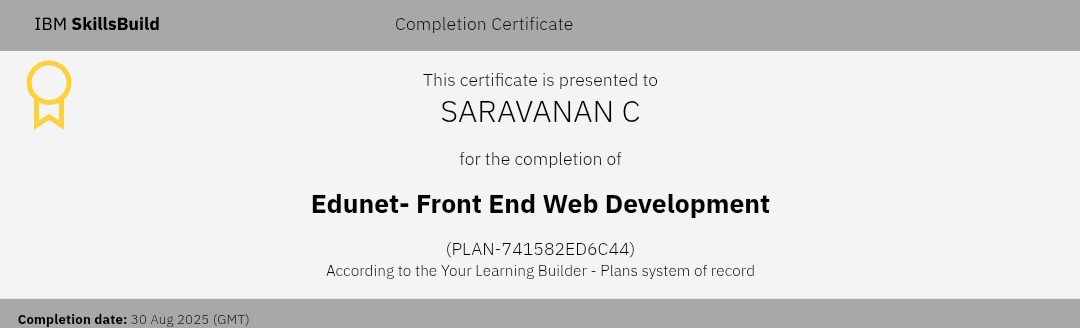 IBM SkillsBuild
Completion Certificate
This certificate is presented to
SARAVANAN C
for the completion of
Edunet- Front End Web Development
(PLAN-741582ED6C44)
According to the Your Learning Builder - Plans system of record
Completion date: 30 Aug 2025 (GMT)